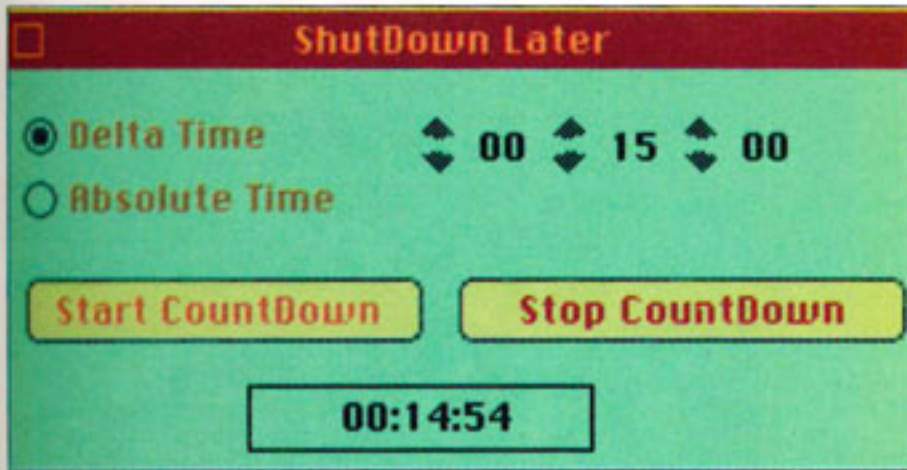 ShutDown Later
Delta Time 00 15 00
Absolute Time
Start CountDown Stop CountDown
00:14:54